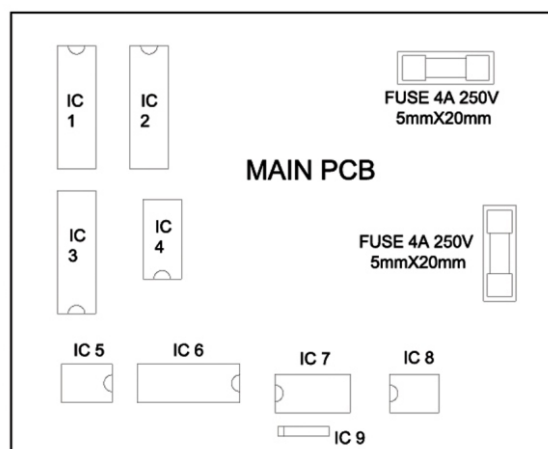 IC
1
IC
2
FUSE 4A 250V
5mmX20mm
MAIN PCB
IC
3
IC
4
FUSE 4A 250V
5mmX20mm
IC 5
IC 6
IC 7
IC 8
IC 9